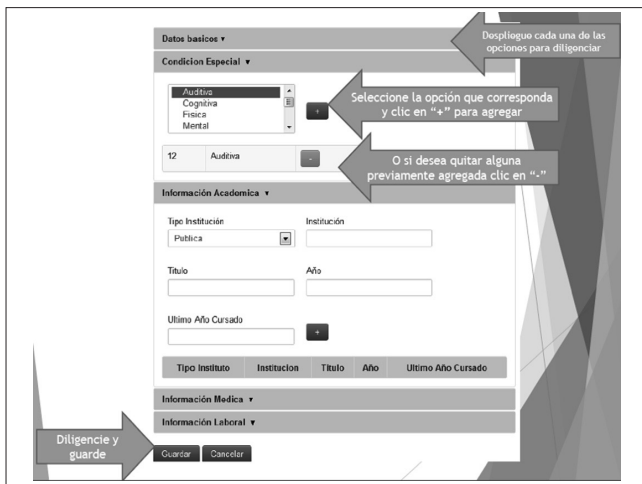 Datos basicos ▾
Despliegue cada una de las
opciones para diligenciar
Condicion Especial ▾
Auditiva
Cognitiva
Fisica
Mental
+
Seleccione la opción que corresponda
y clic en “+” para agregar
12 Auditiva -
O si desea quitar alguna
previamente agregada clic en “-”
Información Academica ▾
Tipo Institución Institución
Publica
Titulo Año
Ultimo Año Cursado
+
Tipo Instituto Institucion Titulo Año Ultimo Año Cursado
Información Medica ▾
Información Laboral ▾
Diligencie y
guarde
Guardar Cancelar